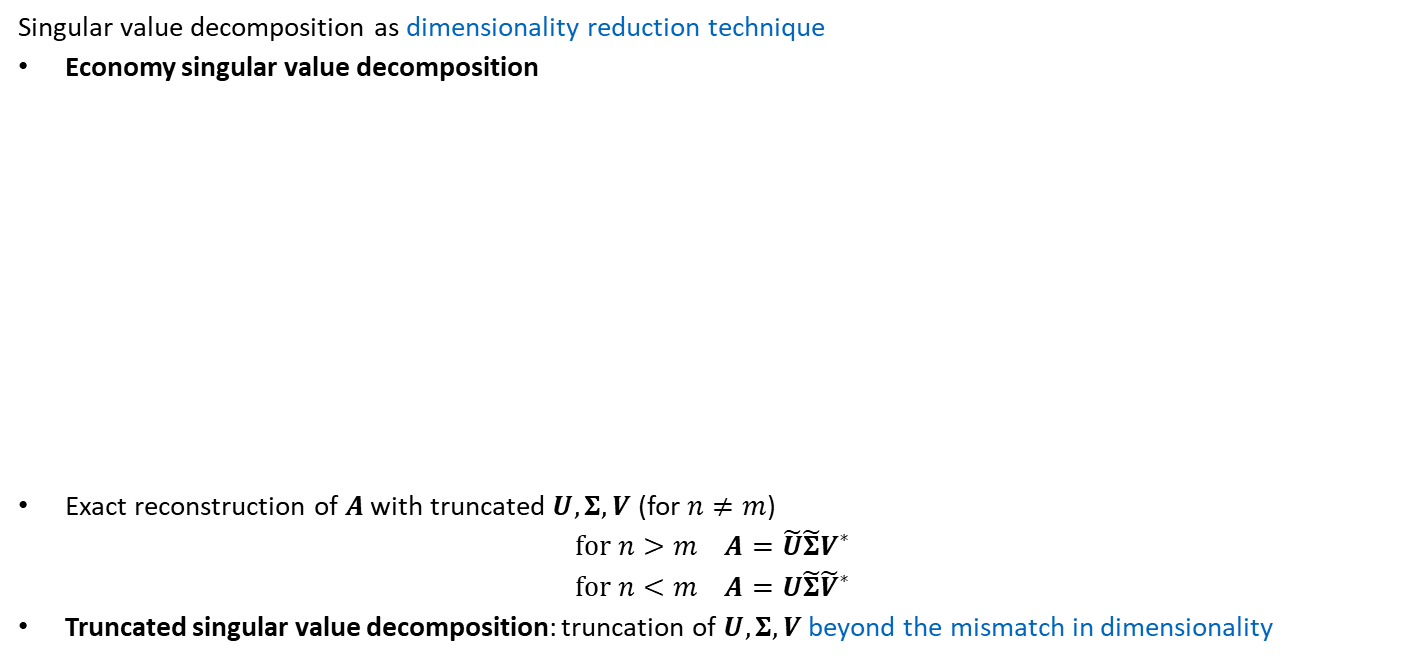 Singular value decomposition as dimensionality reduction technique
• Economy singular value decomposition
• Exact reconstruction of 𝑨 with truncated 𝑼, 𝚺, 𝑽 (for 𝑛 ≠ 𝑚)
for 𝑛 > 𝑚 𝑨 = 𝑼̃𝚺̃𝑽*
for 𝑛 < 𝑚 𝑨 = 𝑼𝚺̃𝑽̃*
• Truncated singular value decomposition: truncation of 𝑼, 𝚺, 𝑽 beyond the mismatch in dimensionality